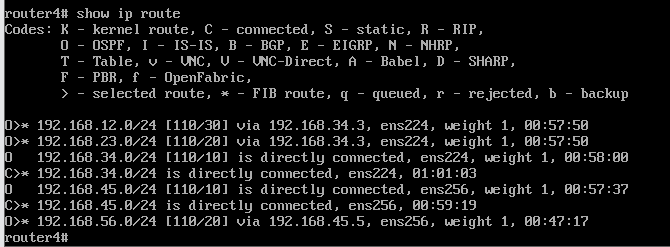 router4# show ip route
Codes: K - kernel route, C - connected, S - static, R - RIP,
O - OSPF, I - IS-IS, B - BGP, E - EIGRP, N - NHRP,
T - Table, v - VNC, V - VNC-Direct, A - Babel, D - SHARP,
F - PBR, f - OpenFabric,
> - selected route, * - FIB route, q - queued, r - rejected, b - backup
O>* 192.168.12.0/24 [110/30] via 192.168.34.3, ens224, weight 1, 00:57:50
O>* 192.168.23.0/24 [110/20] via 192.168.34.3, ens224, weight 1, 00:57:50
O 192.168.34.0/24 [110/10] is directly connected, ens224, weight 1, 00:58:00
C>* 192.168.34.0/24 is directly connected, ens224, 01:01:03
O 192.168.45.0/24 [110/10] is directly connected, ens256, weight 1, 00:57:37
C>* 192.168.45.0/24 is directly connected, ens256, 00:59:19
O>* 192.168.56.0/24 [110/20] via 192.168.45.5, ens256, weight 1, 00:47:17
router4#